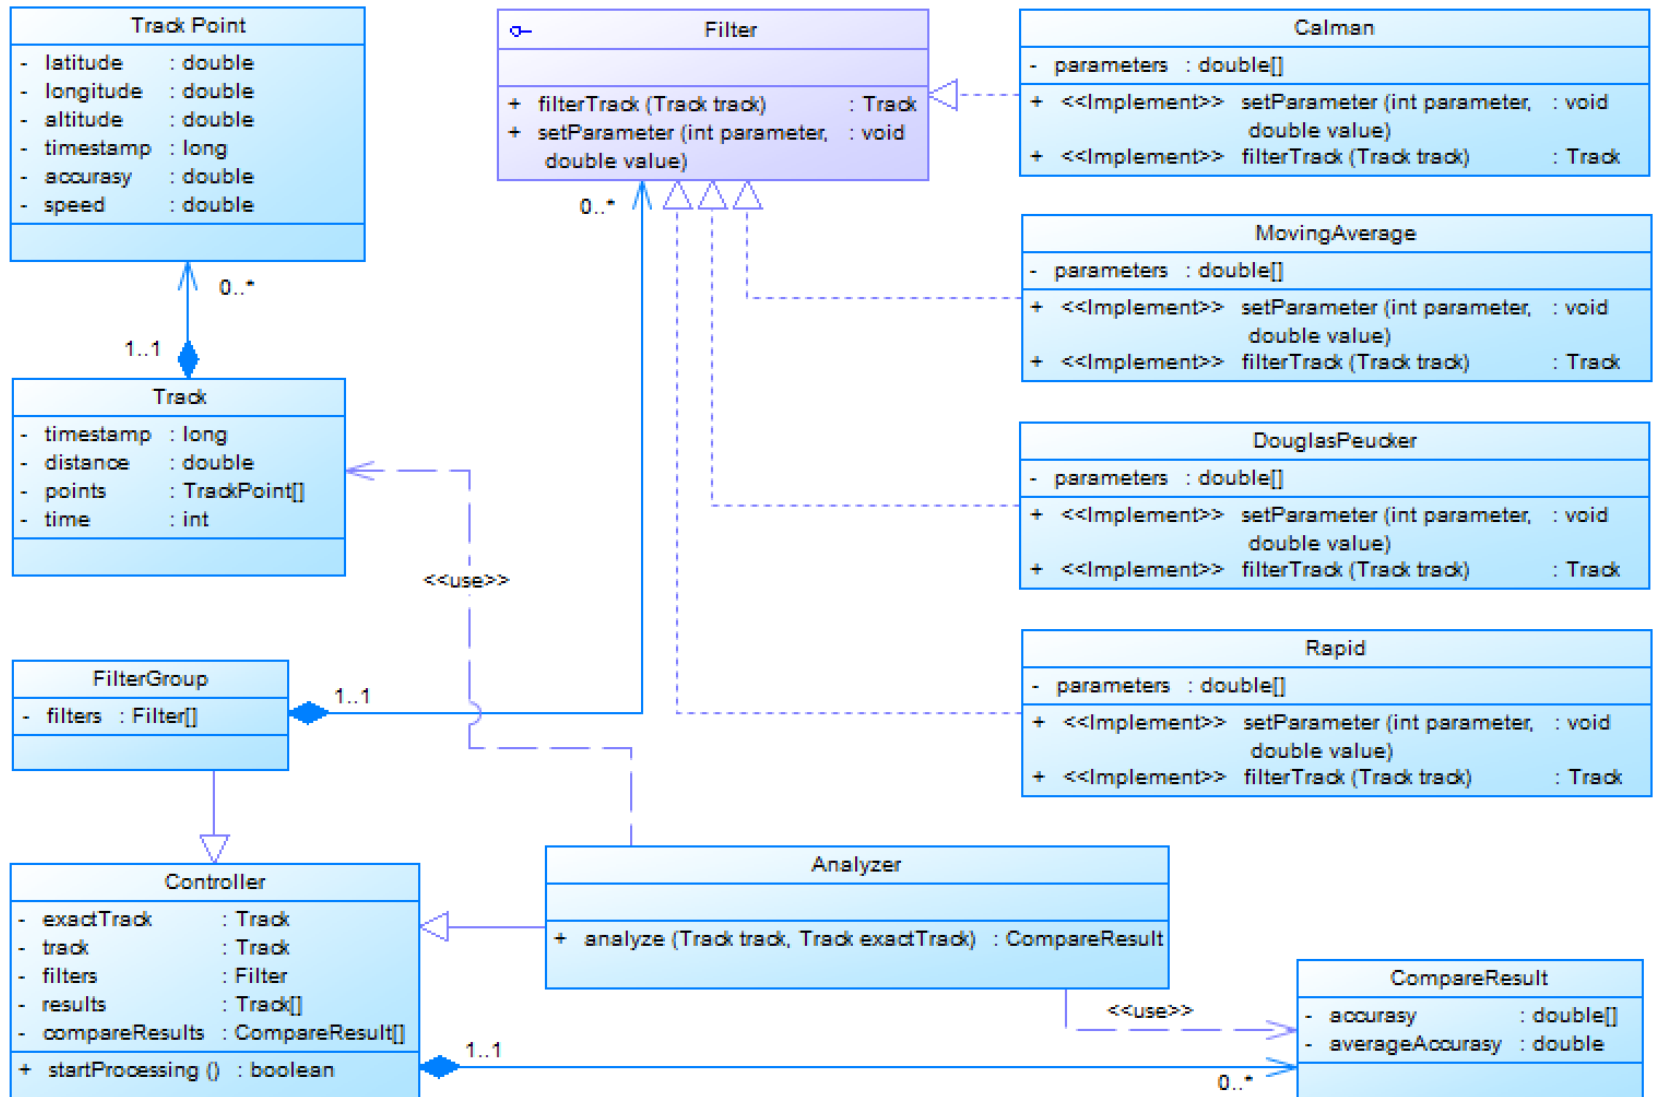 Track Point
- latitude : double
- longitude : double
- altitude : double
- timestamp : long
- accurasy : double
- speed : double
0..*
1..1
Track
- timestamp : long
- distance : double
- points : TrackPoint[]
- time : int
<<use>>
Filter
+ filterTrack (Track track) : Track
+ setParameter (int parameter, : void
double value)
0..*
Calman
- parameters : double[]
+ <<Implement>> setParameter (int parameter, : void
double value)
+ <<Implement>> filterTrack (Track track) : Track
MovingAverage
- parameters : double[]
+ <<Implement>> setParameter (int parameter, : void
double value)
+ <<Implement>> filterTrack (Track track) : Track
DouglasPeucker
- parameters : double[]
+ <<Implement>> setParameter (int parameter, : void
double value)
+ <<Implement>> filterTrack (Track track) : Track
Rapid
- parameters : double[]
+ <<Implement>> setParameter (int parameter, : void
double value)
+ <<Implement>> filterTrack (Track track) : Track
FilterGroup
- filters : Filter[]
1..1
Controller
- exactTrack : Track
- track : Track
- filters : Filter
- results : Track[]
- compareResults : CompareResult[]
+ startProcessing () : boolean
1..1
Analyzer
+ analyze (Track track, Track exactTrack) : CompareResult
<<use>>
0..*
CompareResult
- accurasy : double[]
- averageAccurasy : double